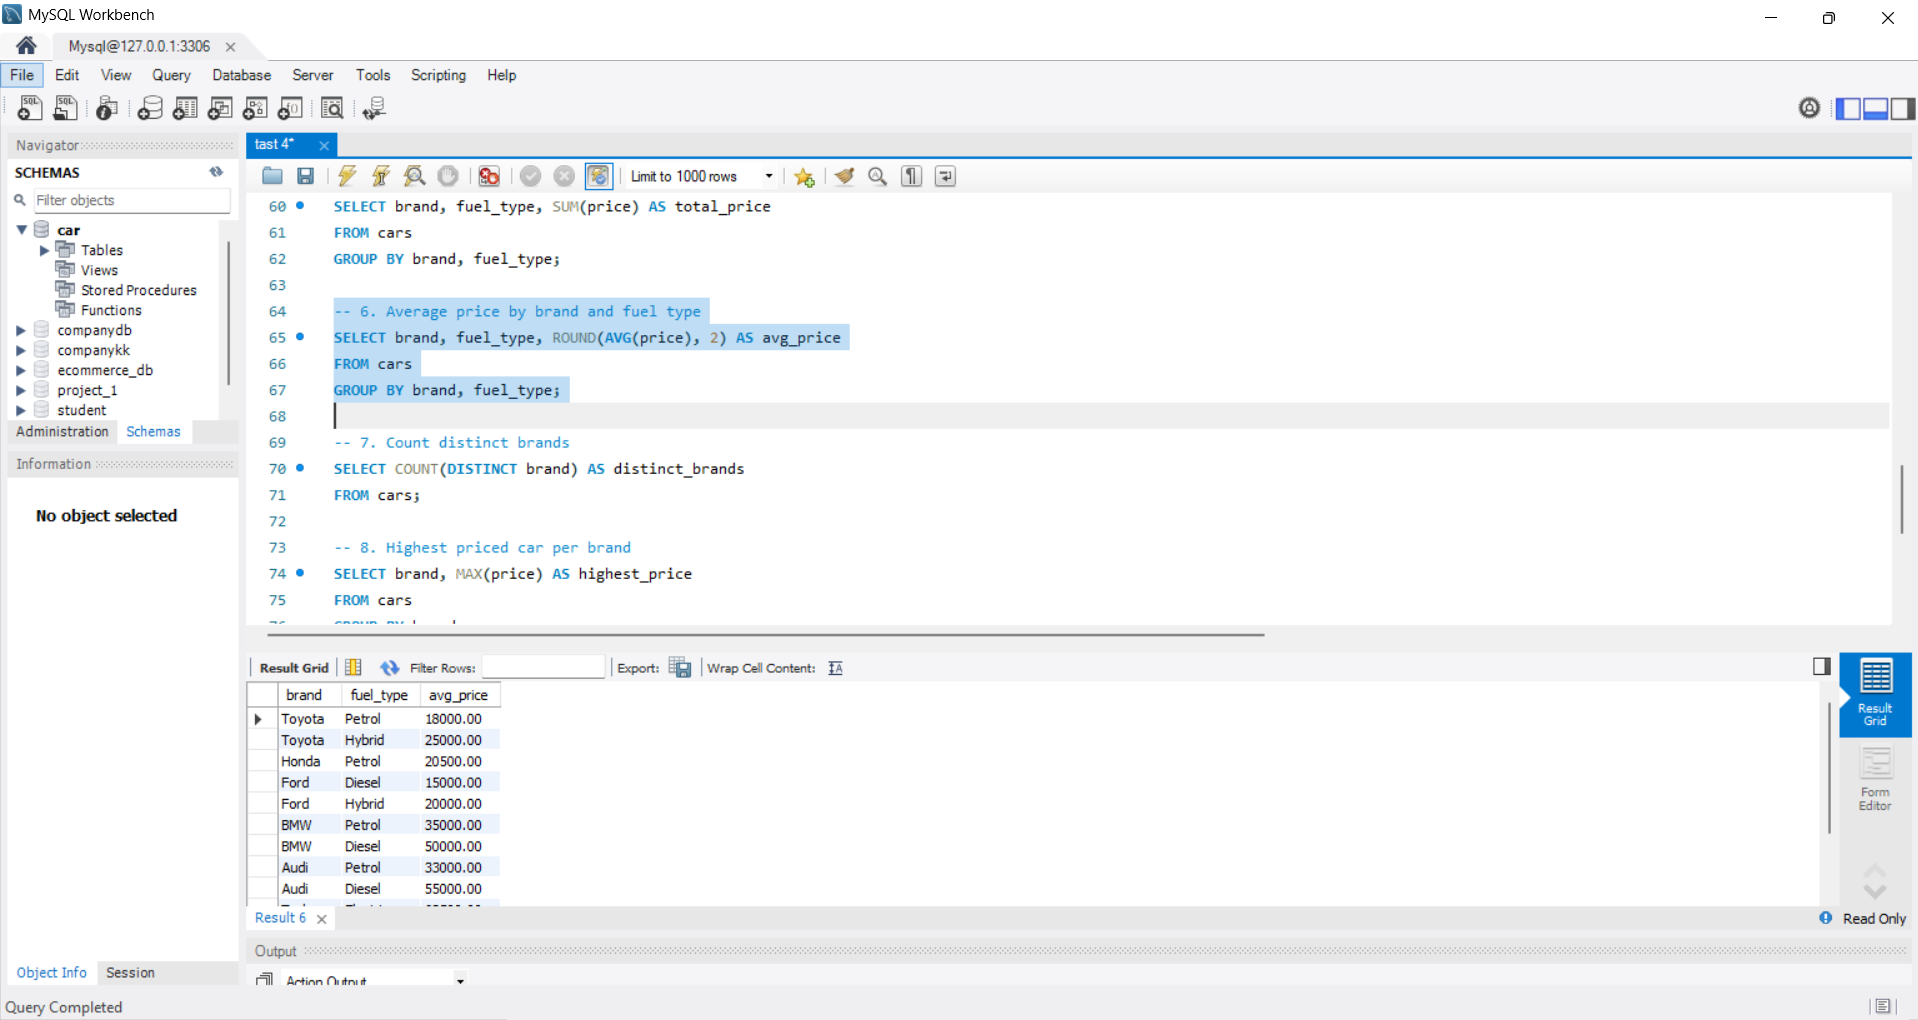 MySQL Workbench
Mysql@127.0.0.1:3306
File Edit View Query Database Server Tools Scripting Help
Navigator
SCHEMAS
Filter objects
car
Tables
Views
Stored Procedures
Functions
companydb
companykk
ecommerce_db
project_1
student
Administration Schemas
Information
No object selected
Object Info Session
Query Completed
tast 4*
Limit to 1000 rows
60 SELECT brand, fuel_type, SUM(price) AS total_price
61 FROM cars
62 GROUP BY brand, fuel_type;
63
64 -- 6. Average price by brand and fuel type
65 SELECT brand, fuel_type, ROUND(AVG(price), 2) AS avg_price
66 FROM cars
67 GROUP BY brand, fuel_type;
68
69 -- 7. Count distinct brands
70 SELECT COUNT(DISTINCT brand) AS distinct_brands
71 FROM cars;
72
73 -- 8. Highest priced car per brand
74 SELECT brand, MAX(price) AS highest_price
75 FROM cars
Result Grid Filter Rows: Export: Wrap Cell Content:
brand fuel_type avg_price
Toyota Petrol 18000.00
Toyota Hybrid 25000.00
Honda Petrol 20500.00
Ford Diesel 15000.00
Ford Hybrid 20000.00
BMW Petrol 35000.00
BMW Diesel 50000.00
Audi Petrol 33000.00
Audi Diesel 55000.00
Result
Grid
Form
Editor
Result 6
Read Only
Output
Action Output